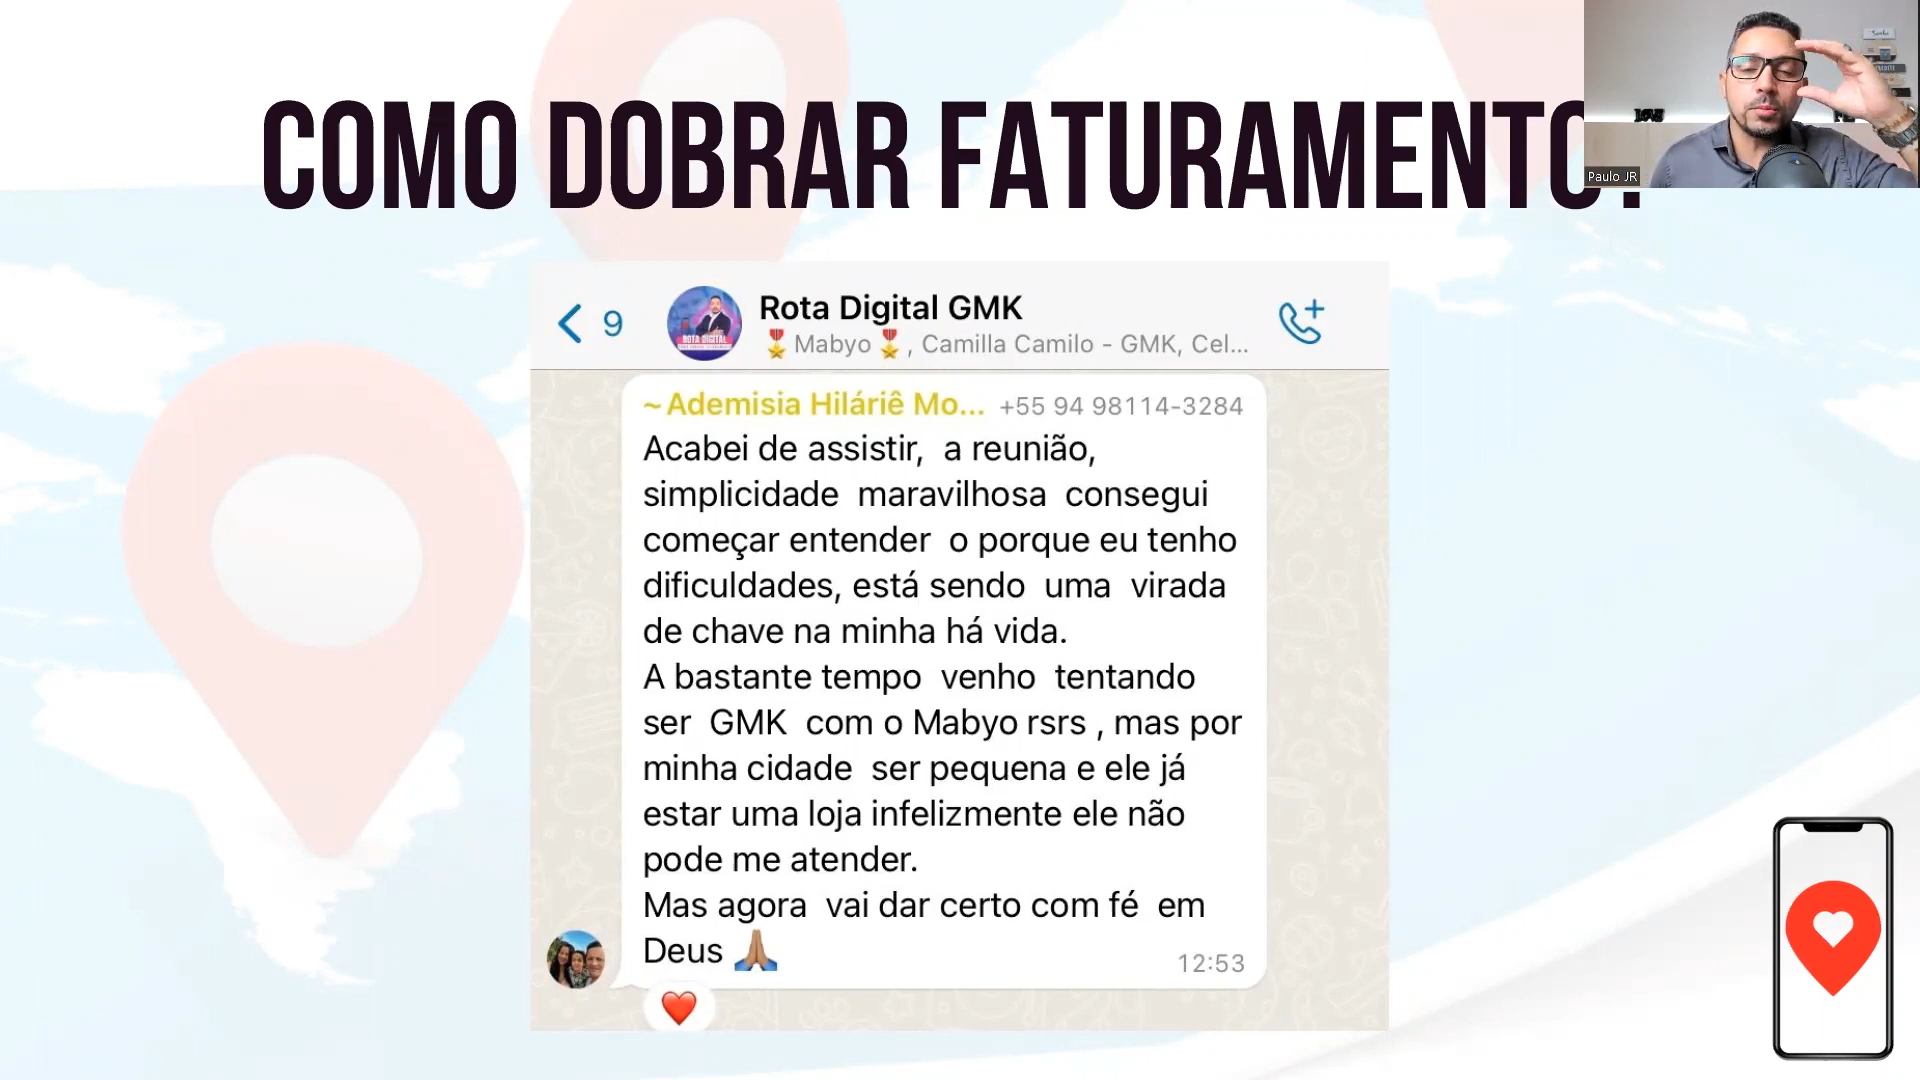 COMO DOBRAR FATURAMENTO?
Paulo JR
9
Rota Digital GMK
🎖️ Mabyo 🎖️, Camilla Camilo - GMK, Cel...
ROTA DIGITAL
~ Ademisia Hiláriê Mo... +55 94 98114-3284
Acabei de assistir, a reunião,
simplicidade maravilhosa consegui
começar entender o porque eu tenho
dificuldades, está sendo uma virada
de chave na minha há vida.
A bastante tempo venho tentando
ser GMK com o Mabyo rsrs , mas por
minha cidade ser pequena e ele já
estar uma loja infelizmente ele não
pode me atender.
Mas agora vai dar certo com fé em
Deus 🙏🏽
12:53
❤️